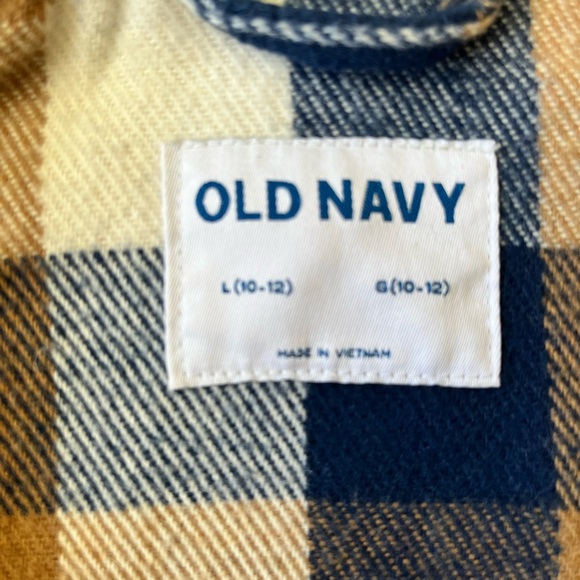 OLD NAVY
L (10-12) G (10-12)
MADE IN VIETNAM